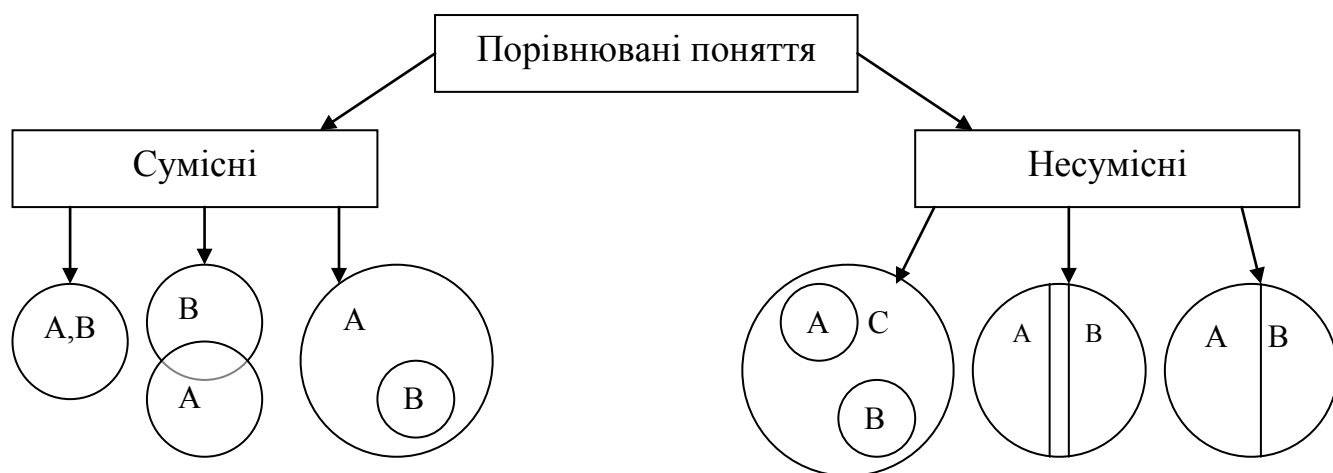 Порівнювані поняття
Сумісні
Несумісні
А,В
В
А
А
В
А
С
В
А
В
А
В